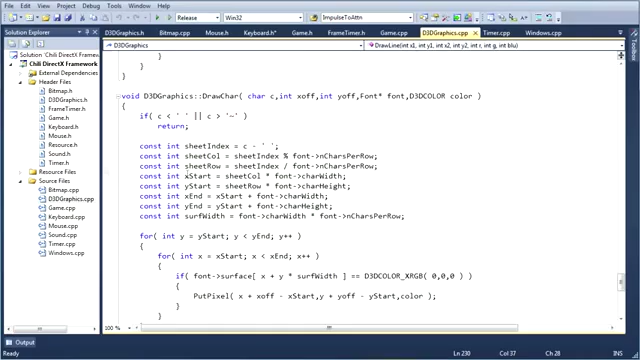 File Edit View Project Build Debug Team Data Tools Test Window Help
Release Win32 ImpulseToAttn
Solution Explorer
D3DGraphics.h Bitmap.cpp Mouse.h Keyboard.h* Game.h FrameTimer.h Game.cpp D3DGraphics.cpp Timer.cpp Windows.cpp
D3DGraphics DrawLine(int x1, int y1, int x2, int y2, int r, int g, int blu)
Chili DirectX Framework
External Dependencies
Header Files
Bitmap.h
D3DGraphics.h
FrameTimer.h
Game.h
Keyboard.h
Mouse.h
Resource.h
Sound.h
Timer.h
Resource Files
Source Files
Bitmap.cpp
D3DGraphics.cpp
Game.cpp
Keyboard.cpp
Mouse.cpp
Sound.cpp
Timer.cpp
Windows.cpp
}
}
}
void D3DGraphics::DrawChar( char c,int xoff,int yoff,Font* font,D3DCOLOR color )
{
if( c < ' ' || c > '~' )
return;
const int sheetIndex = c - ' ';
const int sheetCol = sheetIndex % font->nCharsPerRow;
const int sheetRow = sheetIndex / font->nCharsPerRow;
const int xStart = sheetCol * font->charWidth;
const int yStart = sheetRow * font->charHeight;
const int xEnd = xStart + font->charWidth;
const int yEnd = yStart + font->charHeight;
const int surfWidth = font->charWidth * font->nCharsPerRow;
for( int y = yStart; y < yEnd; y++ )
{
for( int x = xStart; x < xEnd; x++ )
{
if( font->surface[ x + y * surfWidth ] == D3DCOLOR_XRGB( 0,0,0 ) )
{
PutPixel( x + xoff - xStart,y + yoff - yStart,color );
}
}
100 %
Toolbox
Output
Ready Ln 230 Col 37 Ch 28 INS